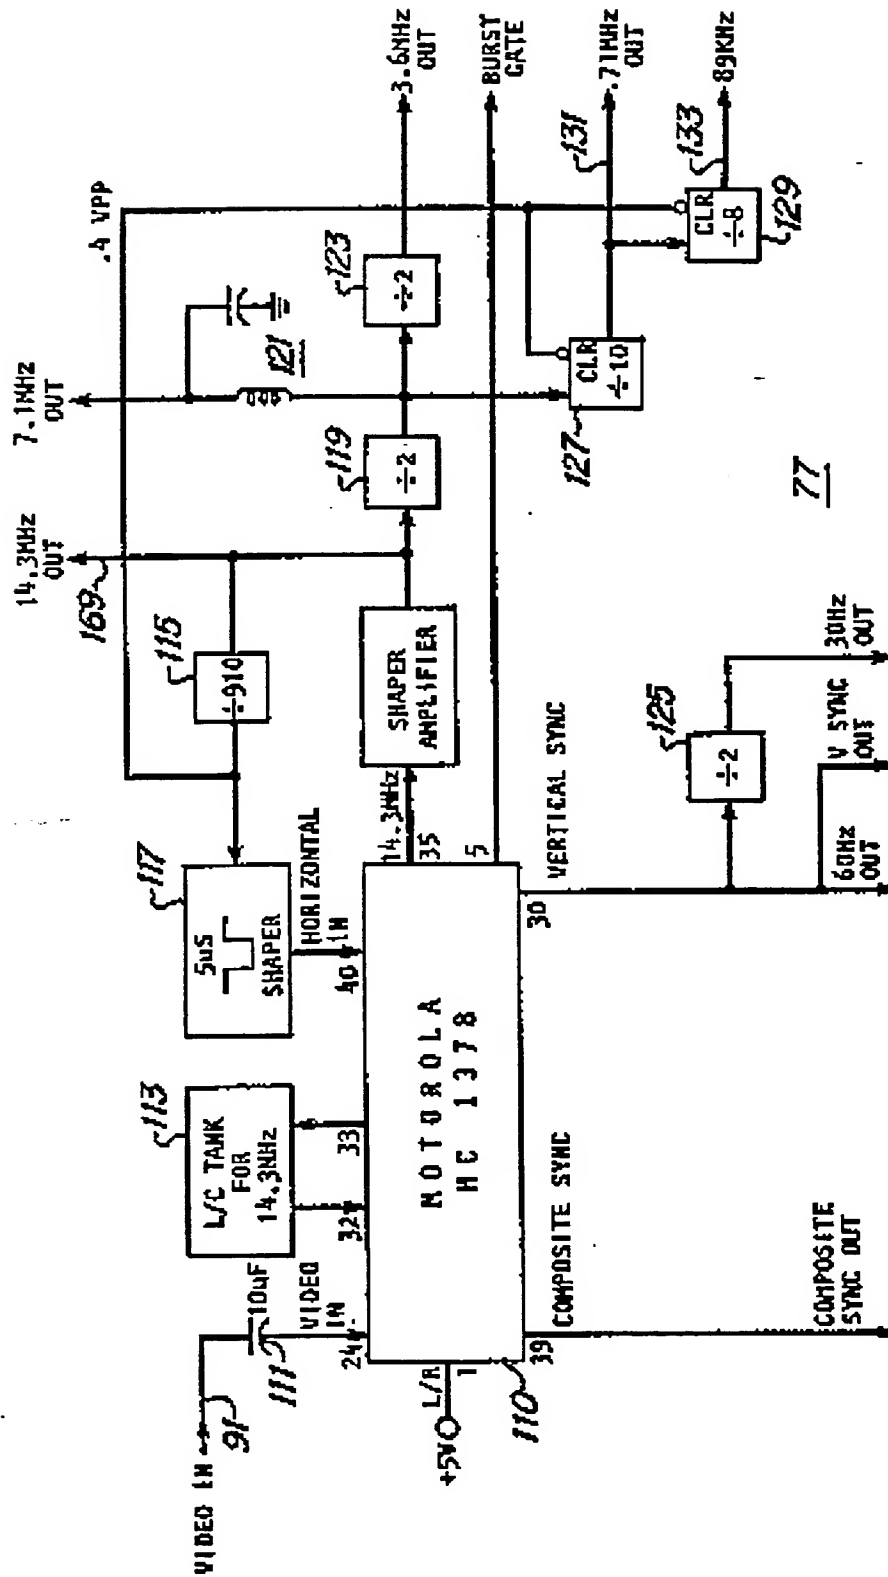 VIDEO IN
91
111
10uF
VIDEO
IN
24
L/C TANK
FOR
14.3MHz
113
32
33
5uS
SHAPER
117
HORIZONTAL
IN
40
÷910
115
169
14.3MHz
OUT
7.1MHz
OUT
.4 VPP
121
14.3MHz
35
SHAPER
AMPLIFIER
÷2
119
÷2
123
3.6MHz
OUT
5
BURST
GATE
+5V
L/R
1
110
MOTOROLA
MC 1378
39
COMPOSITE SYNC
COMPOSITE
SYNC OUT
30
VERTICAL SYNC
÷2
125
60Hz
OUT
V SYNC
OUT
30Hz
OUT
CLR
÷10
127
131
.71MHz
OUT
CLR
÷8
129
133
89KHz
77